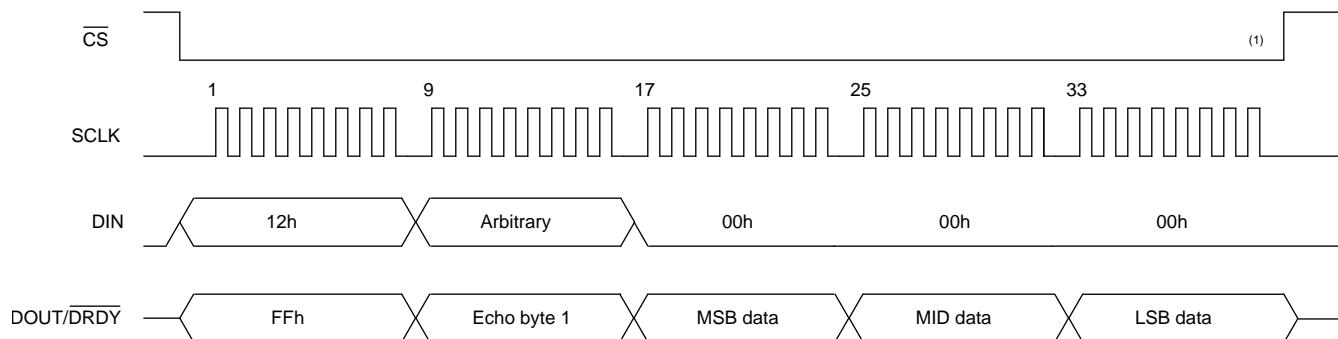 CS
(1)
1 9 17 25 33
SCLK
DIN 12h Arbitrary 00h 00h 00h
DOUT/DRDY FFh Echo byte 1 MSB data MID data LSB data